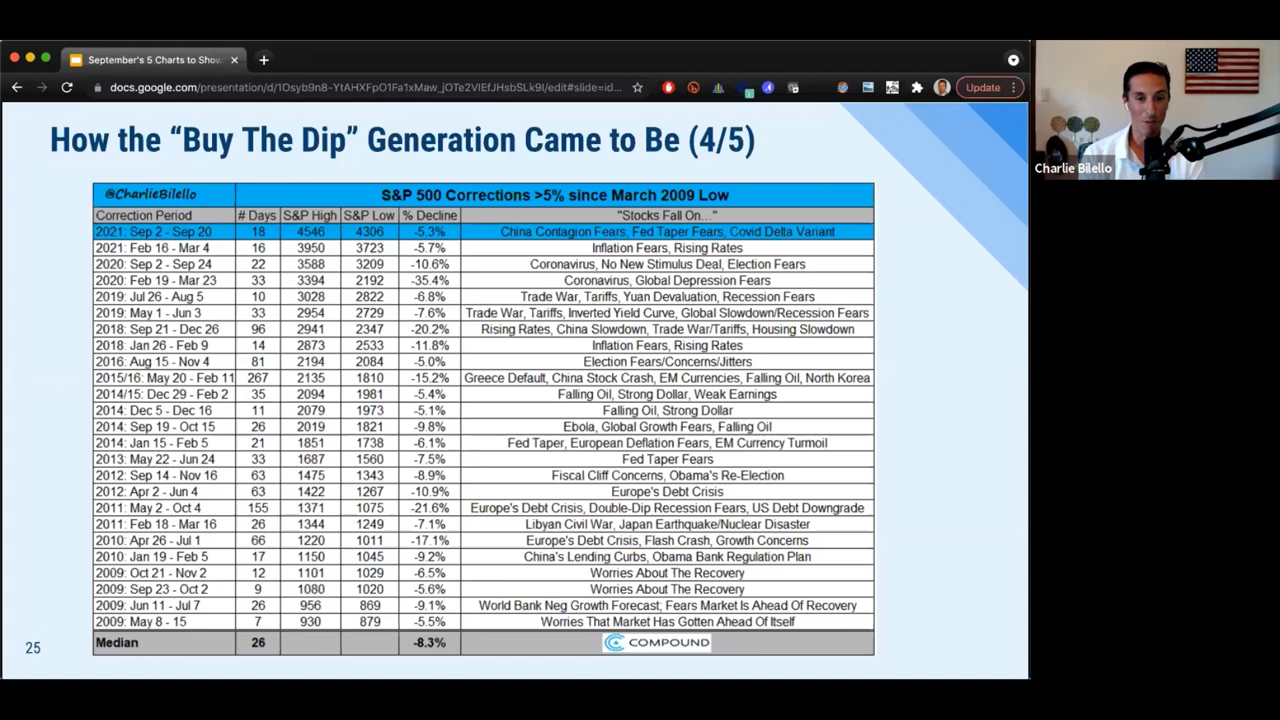 September's 5 Charts to Show
docs.google.com/presentation/d/1Osyb9n8-YtAHXFpO1Fa1xMaw_jOTe2VIEfJHsbSLk9I/edit#slide=id...
Update
How the “Buy The Dip” Generation Came to Be (4/5)
Charlie Bilello
@CharlieBilello S&P 500 Corrections >5% since March 2009 Low
Correction Period # Days S&P High S&P Low % Decline "Stocks Fall On..."
2021: Sep 2 - Sep 20 18 4546 4306 -5.3% China Contagion Fears, Fed Taper Fears, Covid Delta Variant
2021: Feb 16 - Mar 4 16 3950 3723 -5.7% Inflation Fears, Rising Rates
2020: Sep 2 - Sep 24 22 3588 3209 -10.6% Coronavirus, No New Stimulus Deal, Election Fears
2020: Feb 19 - Mar 23 33 3394 2192 -35.4% Coronavirus, Global Depression Fears
2019: Jul 26 - Aug 5 10 3028 2822 -6.8% Trade War, Tariffs, Yuan Devaluation, Recession Fears
2019: May 1 - Jun 3 33 2954 2729 -7.6% Trade War, Tariffs, Inverted Yield Curve, Global Slowdown/Recession Fears
2018: Sep 21 - Dec 26 96 2941 2347 -20.2% Rising Rates, China Slowdown, Trade War/Tariffs, Housing Slowdown
2018: Jan 26 - Feb 9 14 2873 2533 -11.8% Inflation Fears, Rising Rates
2016: Aug 15 - Nov 4 81 2194 2084 -5.0% Election Fears/Concerns/Jitters
2015/16: May 20 - Feb 11 267 2135 1810 -15.2% Greece Default, China Stock Crash, EM Currencies, Falling Oil, North Korea
2014/15: Dec 29 - Feb 2 35 2094 1981 -5.4% Falling Oil, Strong Dollar, Weak Earnings
2014: Dec 5 - Dec 16 11 2079 1973 -5.1% Falling Oil, Strong Dollar
2014: Sep 19 - Oct 15 26 2019 1821 -9.8% Ebola, Global Growth Fears, Falling Oil
2014: Jan 15 - Feb 5 21 1851 1738 -6.1% Fed Taper, European Deflation Fears, EM Currency Turmoil
2013: May 22 - Jun 24 33 1687 1560 -7.5% Fed Taper Fears
2012: Sep 14 - Nov 16 63 1475 1343 -8.9% Fiscal Cliff Concerns, Obama's Re-Election
2012: Apr 2 - Jun 4 63 1422 1267 -10.9% Europe's Debt Crisis
2011: May 2 - Oct 4 155 1371 1075 -21.6% Europe's Debt Crisis, Double-Dip Recession Fears, US Debt Downgrade
2011: Feb 18 - Mar 16 26 1344 1249 -7.1% Libyan Civil War, Japan Earthquake/Nuclear Disaster
2010: Apr 26 - Jul 1 66 1220 1011 -17.1% Europe's Debt Crisis, Flash Crash, Growth Concerns
2010: Jan 19 - Feb 5 17 1150 1045 -9.2% China's Lending Curbs, Obama Bank Regulation Plan
2009: Oct 21 - Nov 2 12 1101 1029 -6.5% Worries About The Recovery
2009: Sep 23 - Oct 2 9 1080 1020 -5.6% Worries About The Recovery
2009: Jun 11 - Jul 7 26 956 869 -9.1% World Bank Neg Growth Forecast; Fears Market Is Ahead Of Recovery
2009: May 8 - 15 7 930 879 -5.5% Worries That Market Has Gotten Ahead Of Itself
Median 26 -8.3% COMPOUND
25